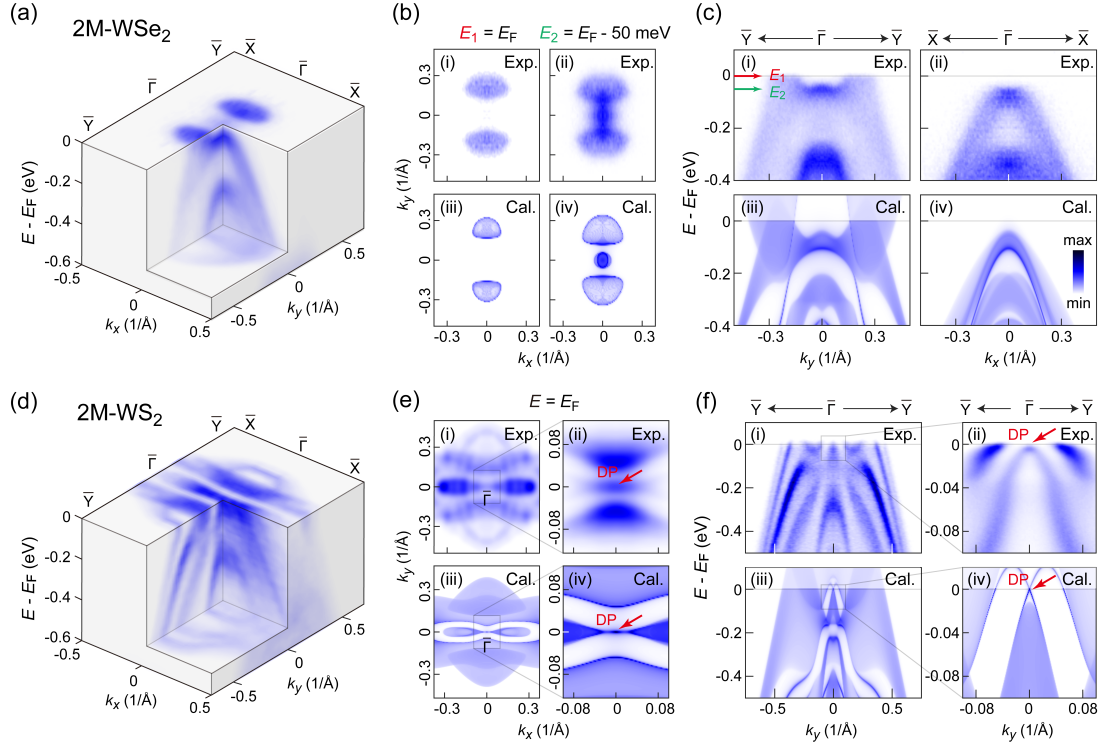 (a)
2M-WSe2
Y̅
X̅
Γ̅
Γ̅
Y̅
X̅
0
-0.2
-0.4
-0.6
E - EF (eV)
-0.5
0
0.5
kx (1/Å)
-0.5
0
0.5
ky (1/Å)
(b)
E1 = EF
E2 = EF - 50 meV
(i)
Exp.
(ii)
Exp.
0.3
0
-0.3
ky (1/Å)
(iii)
Cal.
(iv)
Cal.
0.3
0
-0.3
-0.3
0
0.3
-0.3
0
0.3
kx (1/Å)
(c)
Y̅
Γ̅
Y̅
X̅
Γ̅
X̅
(i)
Exp.
(ii)
Exp.
E1
E2
0
-0.2
-0.4
E - EF (eV)
(iii)
Cal.
(iv)
Cal.
max
min
0
-0.2
-0.4
-0.3
0
0.3
-0.3
0
0.3
ky (1/Å)
kx (1/Å)
(d)
2M-WS2
Y̅
X̅
Γ̅
Γ̅
Y̅
X̅
0
-0.2
-0.4
-0.6
E - EF (eV)
-0.5
0
0.5
kx (1/Å)
-0.5
0
0.5
ky (1/Å)
(e)
E = EF
(i)
Exp.
(ii)
Exp.
DP
Γ̅
0.3
0
-0.3
0.08
0
-0.08
ky (1/Å)
(iii)
Cal.
(iv)
Cal.
DP
Γ̅
0.3
0
-0.3
0.08
0
-0.08
-0.3
0
0.3
-0.08
0
0.08
kx (1/Å)
(f)
Y̅
Γ̅
Y̅
Y̅
Γ̅
Y̅
(i)
Exp.
(ii)
DP
Exp.
0
-0.2
-0.4
0
-0.04
-0.08
E - EF (eV)
(iii)
Cal.
(iv)
DP
Cal.
0
-0.2
-0.4
0
-0.04
-0.08
-0.5
0
0.5
-0.08
0
0.08
ky (1/Å)
ky (1/Å)